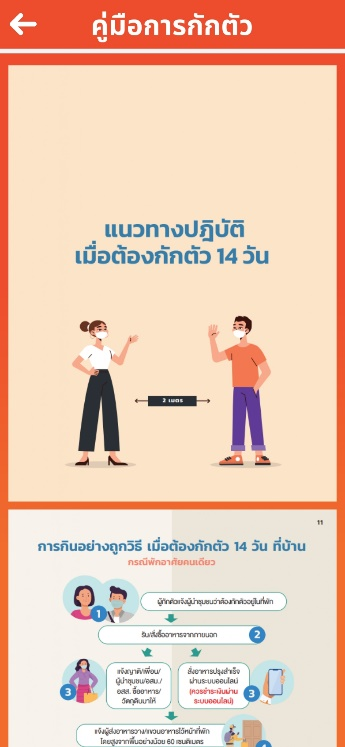 คู่มือการกักตัว
แนวทางปฎิบัติ
เมื่อต้องกักตัว 14 วัน
2 เมตร
11
การกินอย่างถูกวิธี เมื่อต้องกักตัว 14 วัน ที่บ้าน
กรณีพักอาศัยคนเดียว
1
ผู้กักตัวแจ้งผู้นำชุมชนว่าต้องกักตัวอยู่ในที่พัก
รับ/สั่งซื้ออาหารจากภายนอก
2
3
แจ้งญาติ/เพื่อน/
ผู้นำชุมชน/อสม./
อสส. ซื้ออาหาร/
วัตถุดิบมาให้
สั่งอาหารปรุงสำเร็จ
ผ่านระบบออนไลน์
(ควรชำระเงินผ่าน
ระบบออนไลน์)
3
แจ้งผู้ส่งอาหารวาง/แขวนอาหารไว้หน้าที่พัก
โดยสูงจากพื้นอย่างน้อย 60 เซนติเมตร